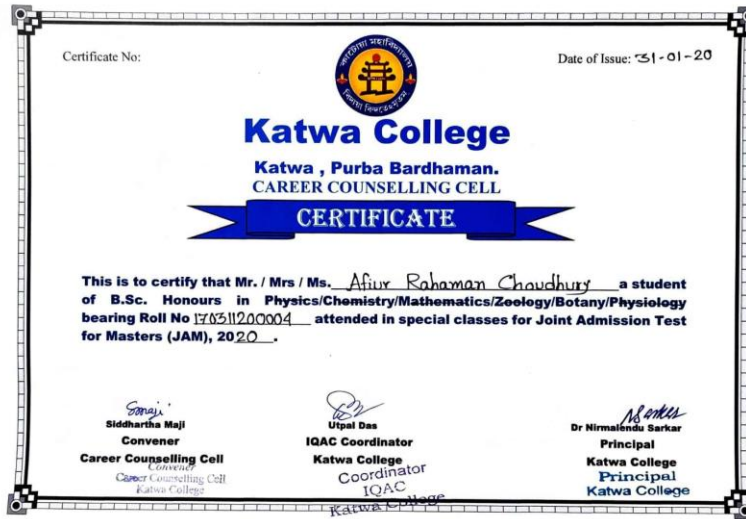 Certificate No:
Date of Issue: 31-01-20
কাটোয়া মহাবিদ্যালয়
Katwa College
Katwa , Purba Bardhaman.
CAREER COUNSELLING CELL
CERTIFICATE
This is to certify that Mr. / Mrs / Ms. Afiur Rahaman Choudhury a student
of B.Sc. Honours in Physics/Chemistry/Mathematics/Zoology/Botany/Physiology
bearing Roll No 170311200004 attended in special classes for Joint Admission Test
for Masters (JAM), 2020 .
Smaji
Siddhartha Maji
Convener
Career Counselling Cell
Convener
Career Counselling Cell
Katwa College
Utpal Das
IQAC Coordinator
Katwa College
Coordinator
IQAC
Katwa College
NSarkar
Dr Nirmalendu Sarkar
Principal
Katwa College
Principal
Katwa College